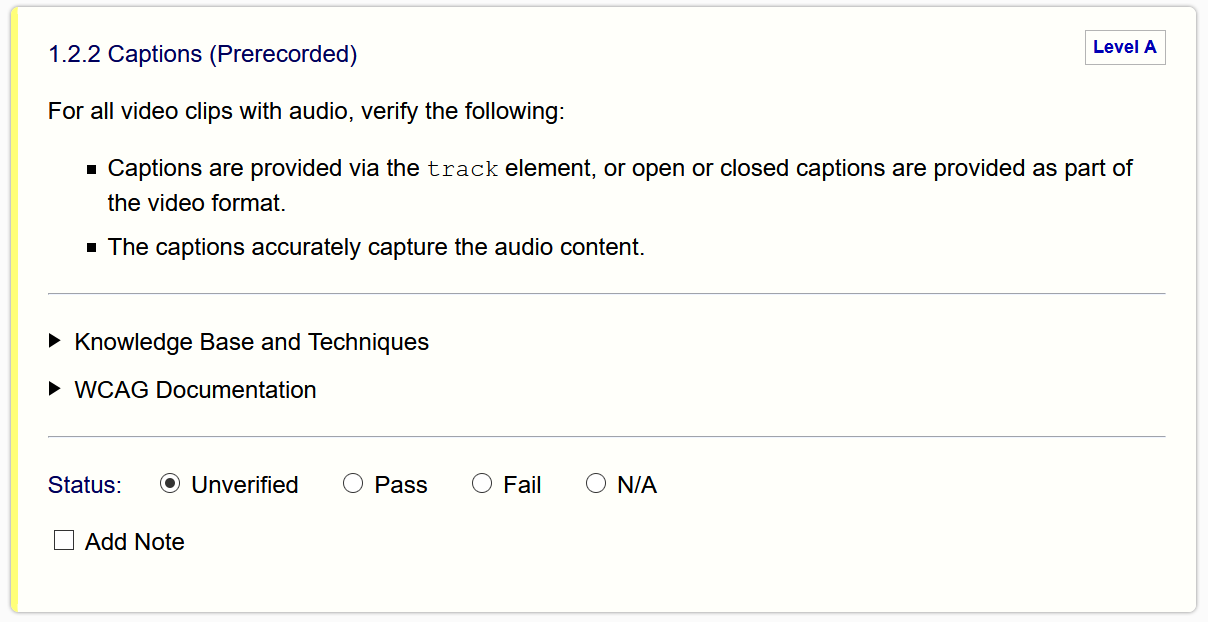 1.2.2 Captions (Prerecorded)
Level A
For all video clips with audio, verify the following:
Captions are provided via the track element, or open or closed captions are provided as part of
the video format.
The captions accurately capture the audio content.
Knowledge Base and Techniques
WCAG Documentation
Status: Unverified Pass Fail N/A
Add Note